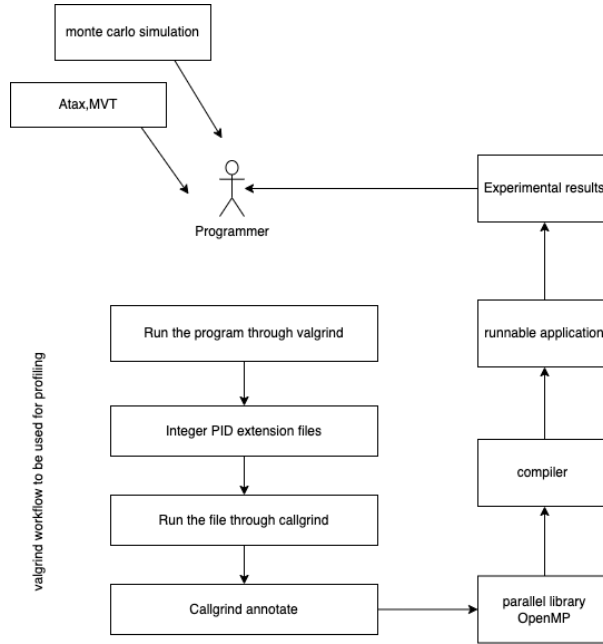 monte carlo simulation
Atax,MVT
Programmer
Experimental results
Run the program through valgrind
runnable application
Integer PID extension files
valgrind workflow to be used for profiling
compiler
Run the file through callgrind
Callgrind annotate
parallel library
OpenMP